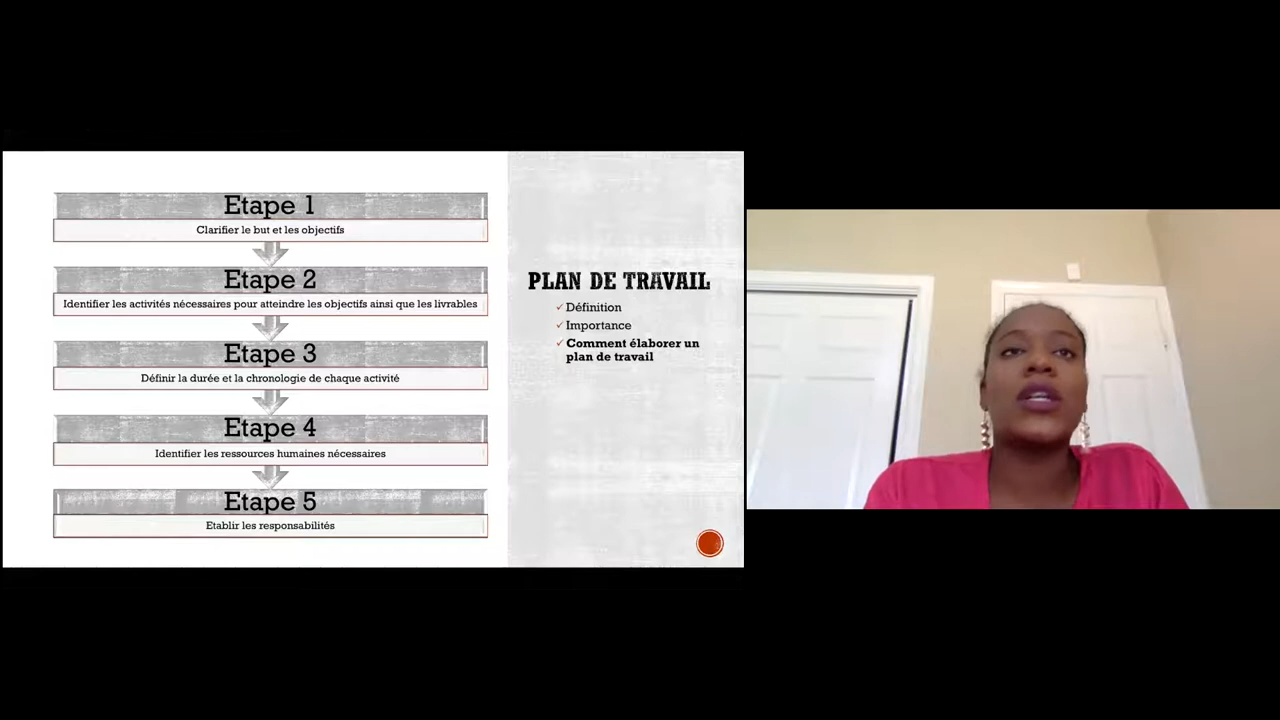 Etape 1
Clarifier le but et les objectifs
Etape 2
Identifier les activités nécessaires pour atteindre les objectifs ainsi que les livrables
Etape 3
Définir la durée et la chronologie de chaque activité
Etape 4
Identifier les ressources humaines nécessaires
Etape 5
Etablir les responsabilités
PLAN DE TRAVAIL
✓ Définition
✓ Importance
✓ Comment élaborer un
plan de travail